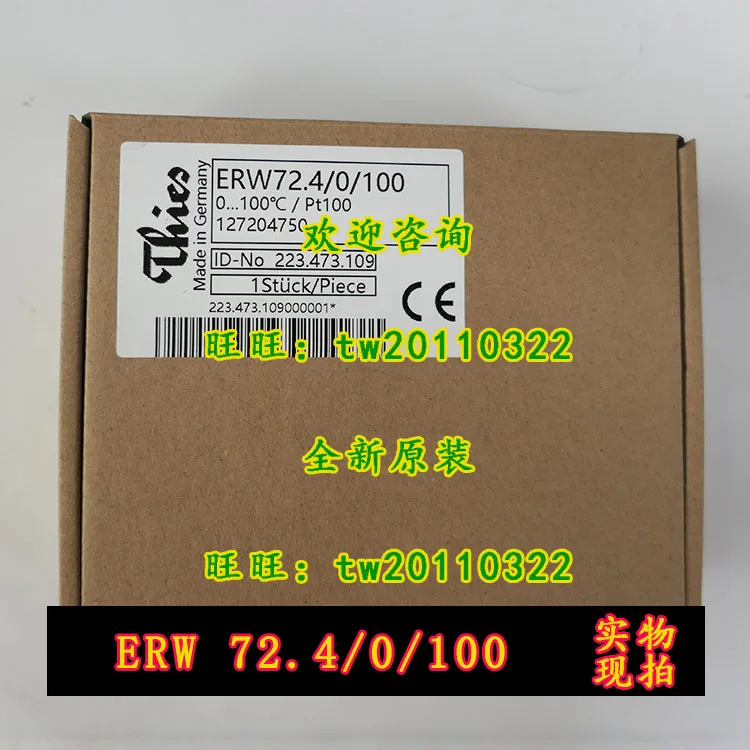 Thies
Made in Germany
ERW72.4/0/100
0...100℃ / Pt100
127204750
ID-No 223.473.109
1Stück/Piece
223.473.109000001*
CE
欢迎咨询
旺旺：tw20110322
全新原装
旺旺：tw20110322
ERW 72.4/0/100
实物
现拍